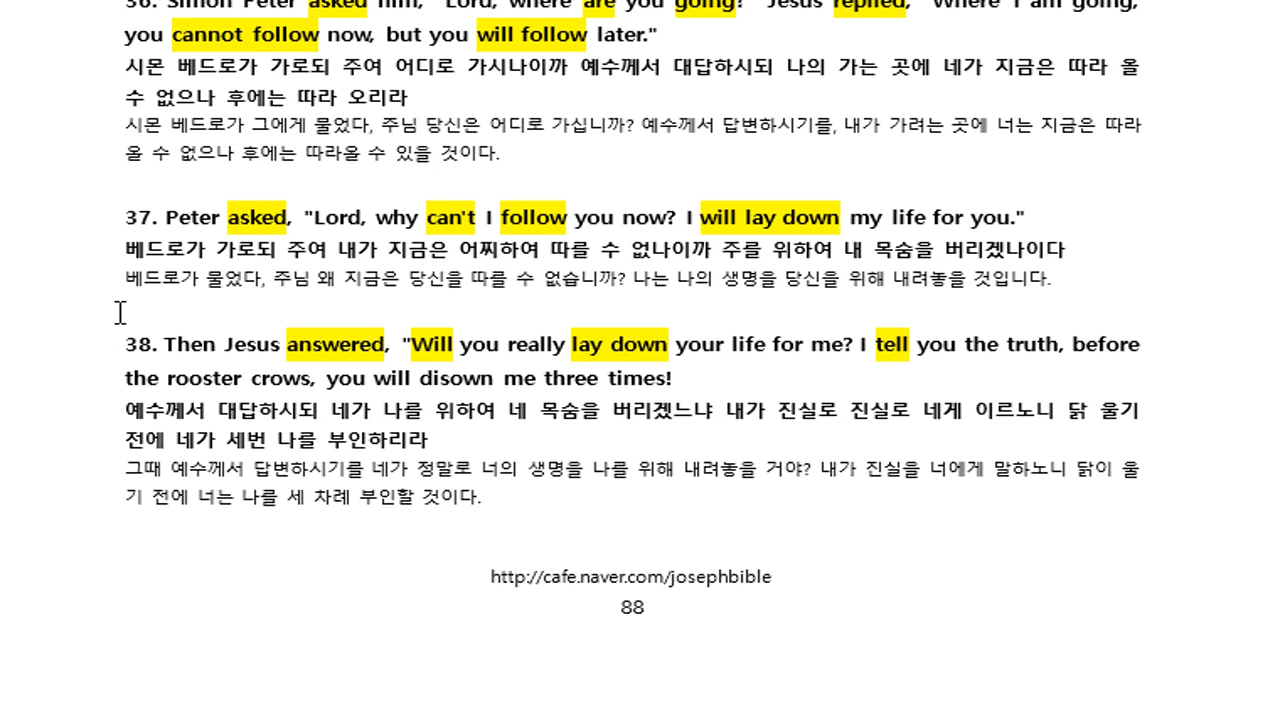 36. Simon Peter asked him, "Lord, where are you going?" Jesus replied, "Where I am going,
you cannot follow now, but you will follow later."
시몬 베드로가 가로되 주여 어디로 가시나이까 예수께서 대답하시되 나의 가는 곳에 네가 지금은 따라 올
수 없으나 후에는 따라 오리라
시몬 베드로가 그에게 물었다, 주님 당신은 어디로 가십니까? 예수께서 답변하시기를, 내가 가려는 곳에 너는 지금은 따라
올 수 없으나 후에는 따라올 수 있을 것이다.
37. Peter asked, "Lord, why can't I follow you now? I will lay down my life for you."
베드로가 가로되 주여 내가 지금은 어찌하여 따를 수 없나이까 주를 위하여 내 목숨을 버리겠나이다
베드로가 물었다, 주님 왜 지금은 당신을 따를 수 없습니까? 나는 나의 생명을 당신을 위해 내려놓을 것입니다.
38. Then Jesus answered, "Will you really lay down your life for me? I tell you the truth, before
the rooster crows, you will disown me three times!
예수께서 대답하시되 네가 나를 위하여 네 목숨을 버리겠느냐 내가 진실로 진실로 네게 이르노니 닭 울기
전에 네가 세번 나를 부인하리라
그때 예수께서 답변하시기를 네가 정말로 너의 생명을 나를 위해 내려놓을 거야? 내가 진실을 너에게 말하노니 닭이 울
기 전에 너는 나를 세 차례 부인할 것이다.
http://cafe.naver.com/josephbible
88